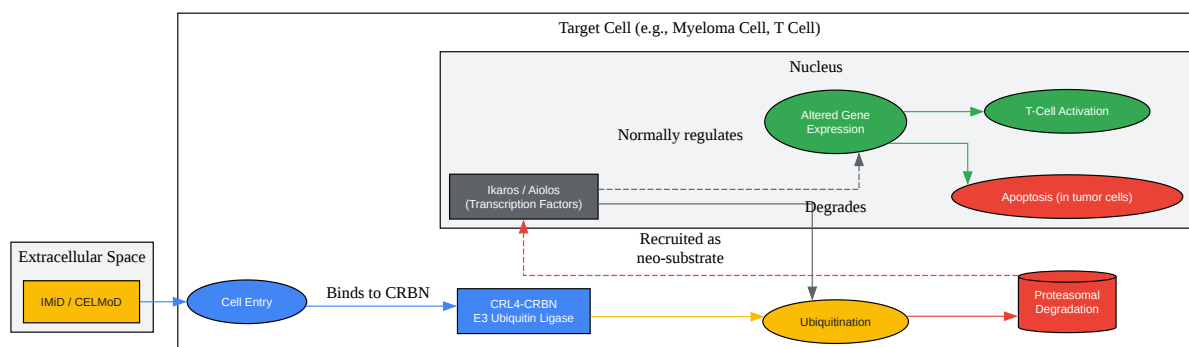 Target Cell (e.g., Myeloma Cell, T Cell)
Nucleus
Altered Gene
Expression
T-Cell Activation
Normally regulates
Ikaros / Aiolos
(Transcription Factors)
Apoptosis (in tumor cells)
Degrades
Recruited as
neo-substrate
Extracellular Space
IMiD / CELMoD
Cell Entry
Binds to CRBN
CRL4-CRBN
E3 Ubiquitin Ligase
Ubiquitination
Proteasomal
Degradation